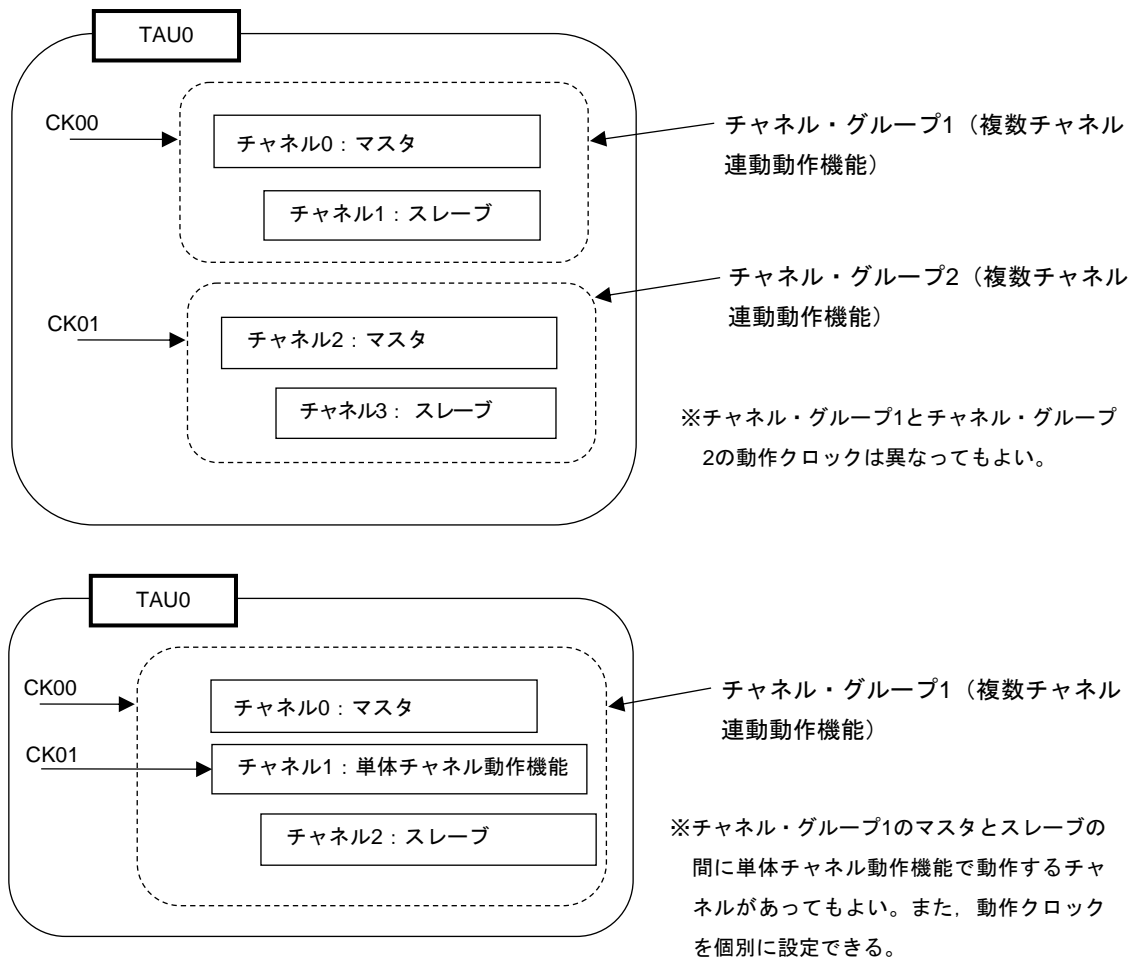 TAU0
CK00
チャネル0：マスタ
チャネル1：スレーブ
チャネル・グループ1（複数チャネル
連動動作機能）
CK01
チャネル2：マスタ
チャネル3： スレーブ
チャネル・グループ2（複数チャネル
連動動作機能）
※チャネル・グループ1とチャネル・グループ
2の動作クロックは異なってもよい。
TAU0
CK00
チャネル0：マスタ
CK01
チャネル1：単体チャネル動作機能
チャネル2：スレーブ
チャネル・グループ1（複数チャネル
連動動作機能）
※チャネル・グループ1のマスタとスレーブの
間に単体チャネル動作機能で動作するチャ
ネルがあってもよい。また，動作クロック
を個別に設定できる。